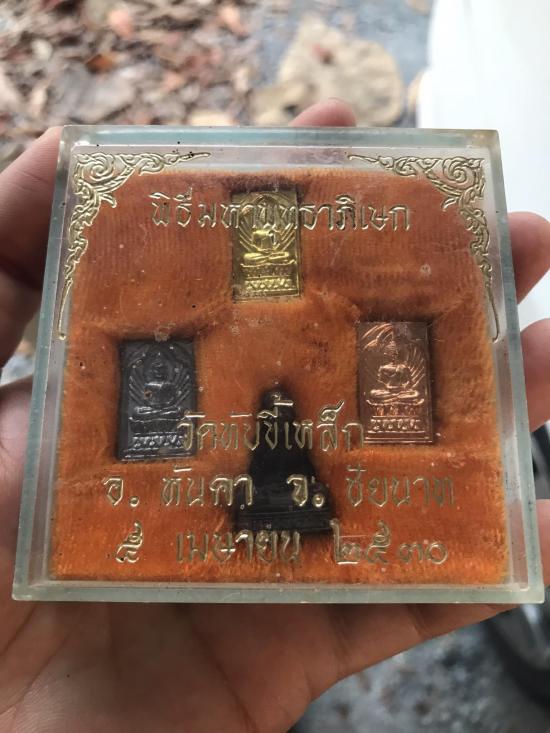 พิธีมหาพุทธาภิเษก
วัดทับขี้เหล็ก
อ. หันคา จ. ชัยนาท
๕ เมษายน ๒๕๓๐